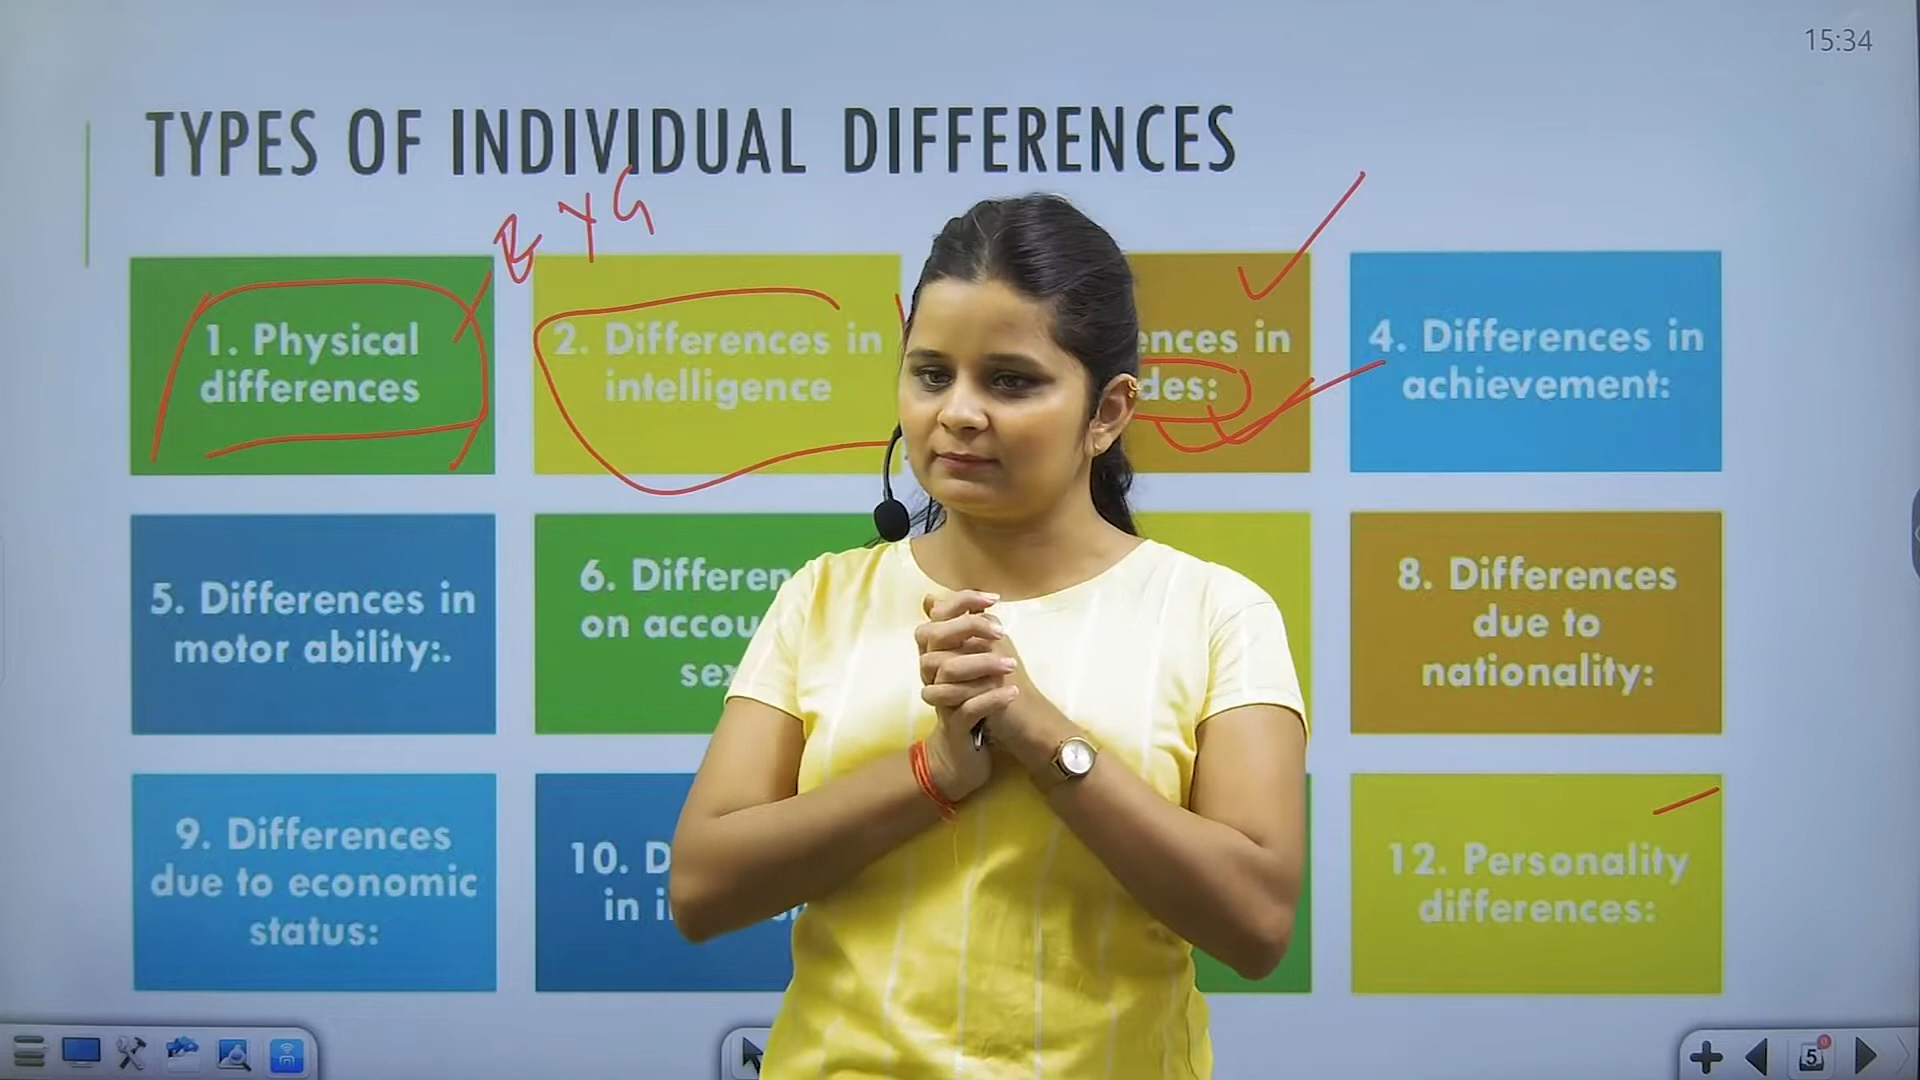 15:34
TYPES OF INDIVIDUAL DIFFERENCES
B Y G
1. Physical
differences
2. Differences in
intelligence
ences in
des:
4. Differences in
achievement:
5. Differences in
motor ability:.
6. Differen
on accou
se
8. Differences
due to
nationality:
9. Differences
due to economic
status:
10. D
in i
12. Personality
differences:
5